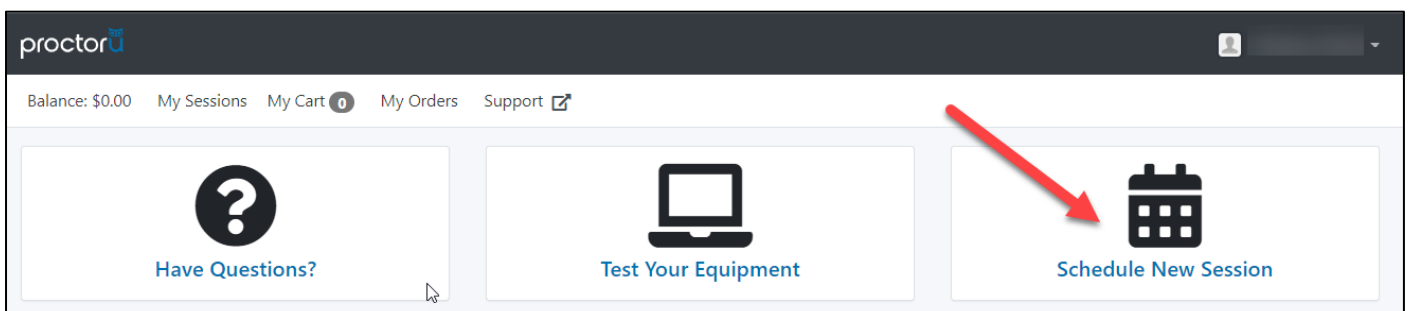 proctoru
Balance: $0.00 My Sessions My Cart 0 My Orders Support
Have Questions?
Test Your Equipment
Schedule New Session